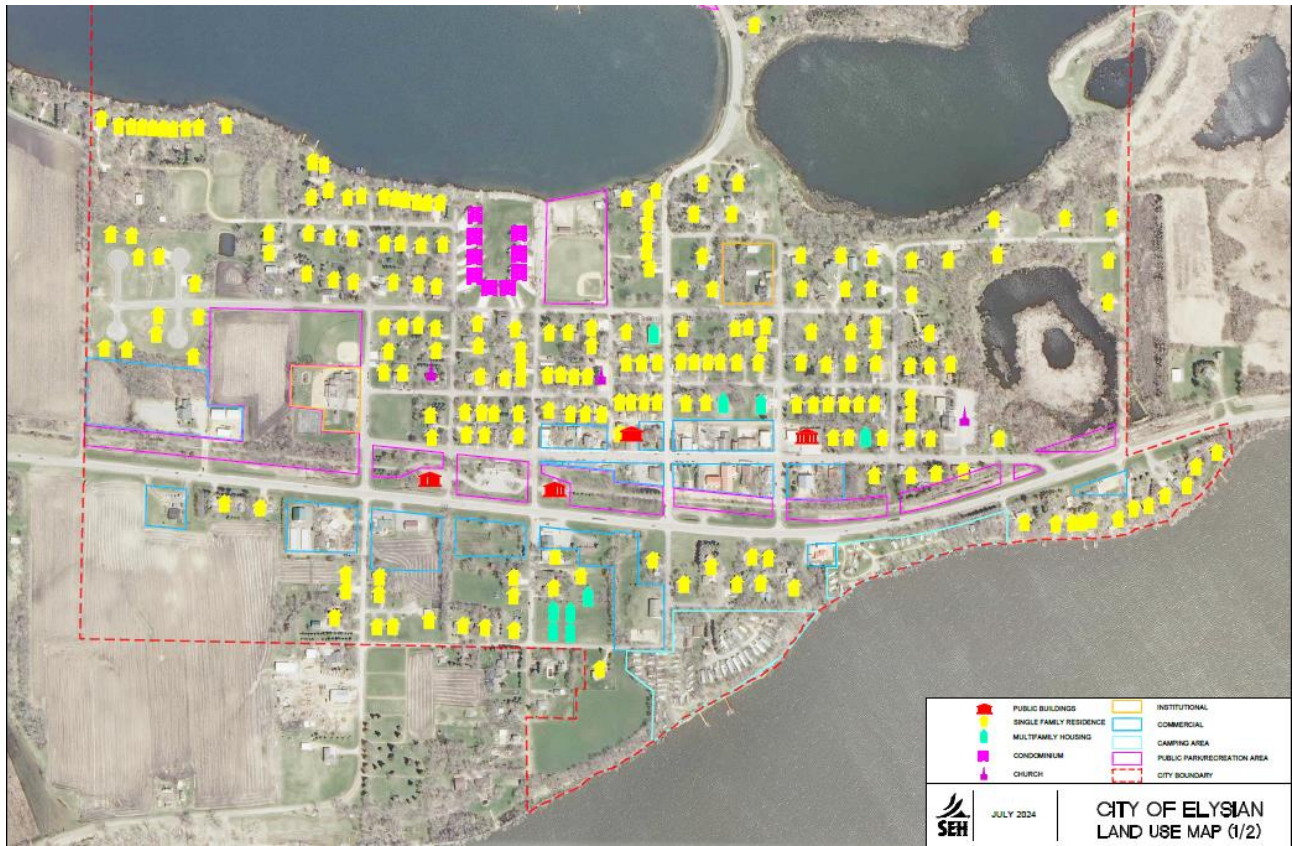 PUBLIC BUILDINGS
SINGLE FAMILY RESIDENCE
MULTIFAMILY HOUSING
CONDOMINIUM
CHURCH
INSTITUTIONAL
COMMERCIAL
CAMPING AREA
PUBLIC PARK/RECREATION AREA
CITY BOUNDARY
SEH
JULY 2024
CITY OF ELYSIAN
LAND USE MAP (1/2)